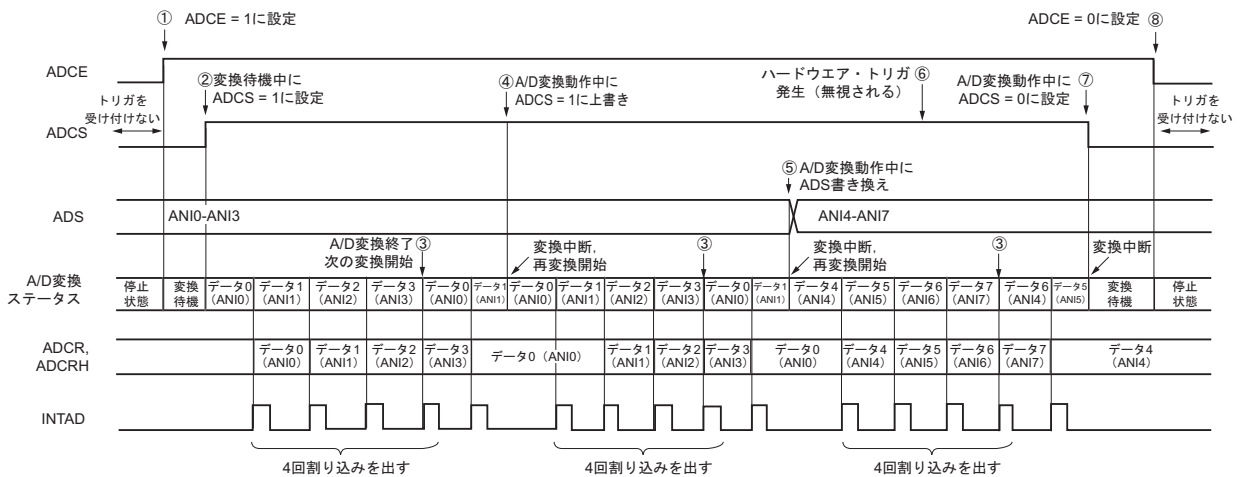 ① ADCE = 1に設定
ADCE = 0に設定 ⑧
ADCE
②変換待機中に
ADCS = 1に設定
④A/D変換動作中に
ADCS = 1に上書き
ハードウエア・トリガ ⑥
発生（無視される）
A/D変換動作中に ⑦
ADCS = 0に設定
トリガを
受け付けない
トリガを
受け付けない
ADCS
⑤A/D変換動作中に
ADS書き換え
ADS
ANI0-ANI3
ANI4-ANI7
A/D変換終了③
次の変換開始
変換中断,
再変換開始
③
変換中断,
再変換開始
③
変換中断
A/D変換
ステータス
停止
状態
変換
待機
データ0
（ANI0）
データ1
（ANI1）
データ2
（ANI2）
データ3
（ANI3）
データ0
（ANI0）
データ1
（ANI1）
データ0
（ANI0）
データ1
（ANI1）
データ2
（ANI2）
データ3
（ANI3）
データ0
（ANI0）
データ1
（ANI1）
データ4
（ANI4）
データ5
（ANI5）
データ6
（ANI6）
データ7
（ANI7）
データ6
（ANI4）
データ5
（ANI5）
変換
待機
停止
状態
ADCR,
ADCRH
データ0
（ANI0）
データ1
（ANI1）
データ2
（ANI2）
データ3
（ANI3）
データ0（ANI0）
データ1
（ANI1）
データ2
（ANI2）
データ3
（ANI3）
データ0
（ANI0）
データ4
（ANI4）
データ5
（ANI5）
データ6
（ANI6）
データ7
（ANI7）
データ4
（ANI4）
INTAD
4回割り込みを出す
4回割り込みを出す
4回割り込みを出す